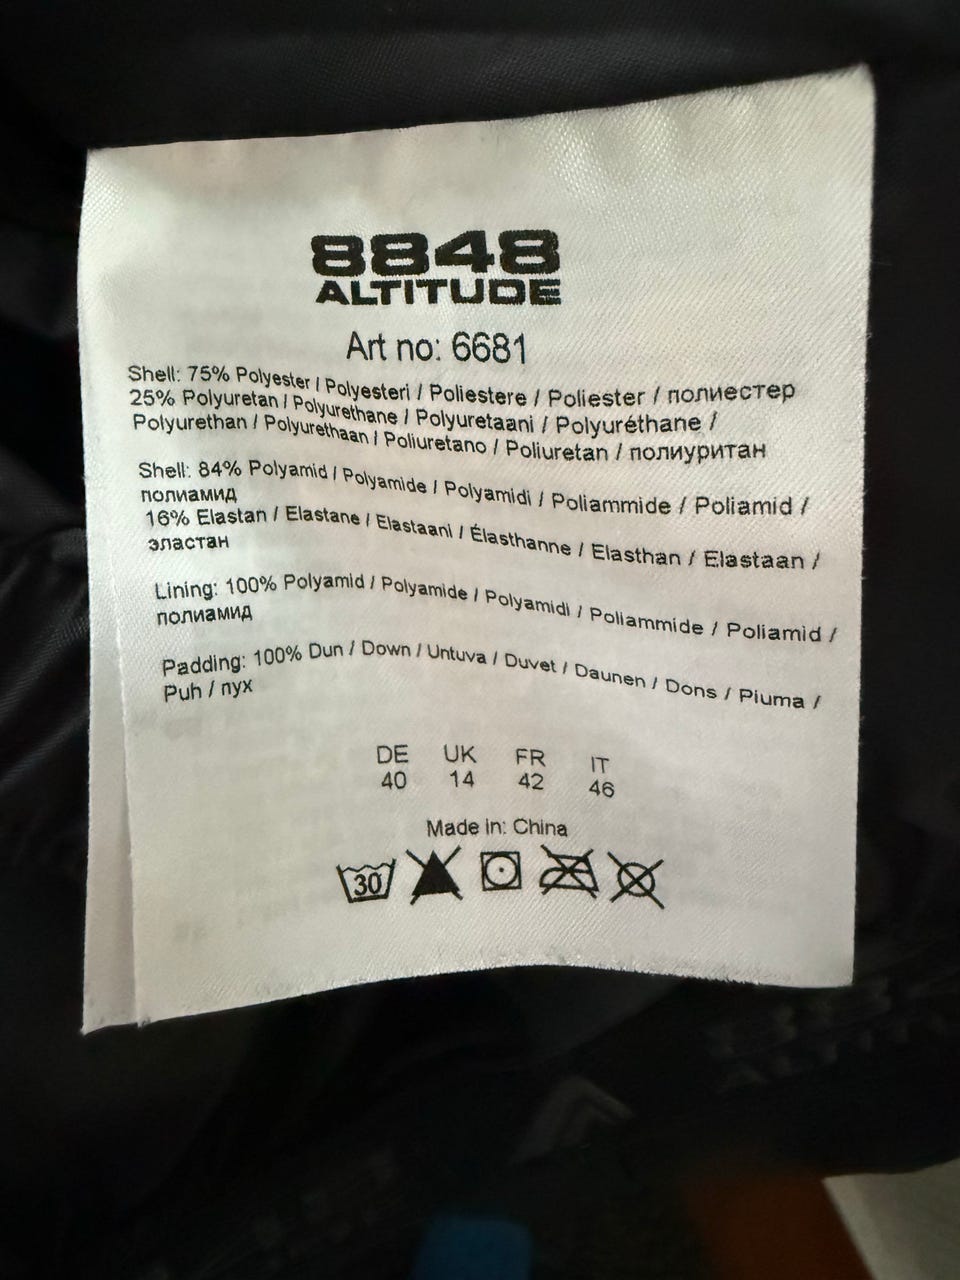 8848
ALTITUDE
Art no: 6681
Shell: 75% Polyester / Polyesteri / Poliestere / Poliester / полиестер
25% Polyuretan / Polyurethane / Polyuretaani / Polyuréthane /
Polyurethan / Polyurethaan / Poliuretano / Poliuretan / полиуритан
Shell: 84% Polyamid / Polyamide / Polyamidi / Poliammide / Poliamid /
полиамид
16% Elastan / Elastane / Elastaani / Élasthanne / Elasthan / Elastaan /
эластан
Lining: 100% Polyamid / Polyamide / Polyamidi / Poliammide / Poliamid /
полиамид
Padding: 100% Dun / Down / Untuva / Duvet / Daunen / Dons / Piuma /
Puh / пух
DE UK FR IT
40 14 42 46
Made in: China
30